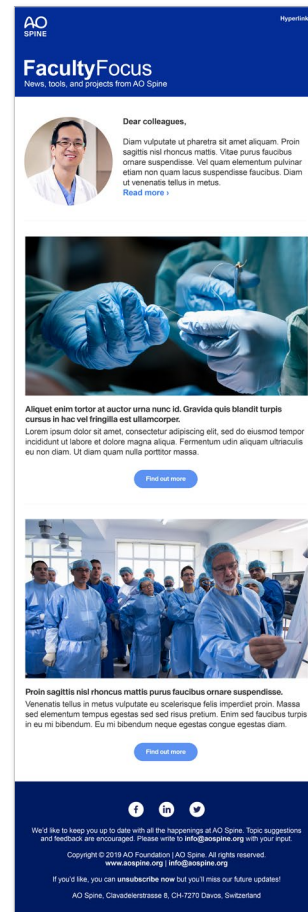 AO
SPINE
Hyperlink
FacultyFocus
News, tools, and projects from AO Spine
Dear colleagues,
Diam vulputate ut pharetra sit amet aliquam. Proin
sagittis nisl rhoncus mattis. Vitae purus faucibus
ornare suspendisse. Vel quam elementum pulvinar
etiam non quam lacus suspendisse faucibus. Diam
ut venenatis tellus in metus.
Read more ›
Aliquet enim tortor at auctor urna nunc id. Gravida quis blandit turpis
cursus in hac vel fringilla est ullamcorper.
Lorem ipsum dolor sit amet, consectetur adipiscing elit, sed do eiusmod tempor
incididunt ut labore et dolore magna aliqua. Fermentum udin aliquam ultriaculis
eu non diam. Ut diam quam nulla porttitor massa.
Find out more
Proin sagittis nisl rhoncus mattis purus faucibus ornare suspendisse.
Venenatis tellus in metus vulputate eu scelerisque felis imperdiet proin. Massa
sed elementum tempus egestas sed sed risus pretium. Enim sed faucibus turpis
in eu mi bibendum. Eu mi bibendum neque egestas congue egestas diam.
Find out more
We'd like to keep you up to date with all the happenings at AO Spine. Topic suggestions
and feedback are encouraged. Please write to info@aospine.org with your input.
Copyright © 2019 AO Foundation | AO Spine. All rights reserved.
www.aospine.org | info@aospine.org
If you'd like, you can unsubscribe now but you'll miss our future updates!
AO Spine, Clavadelerstrasse 8, CH-7270 Davos, Switzerland